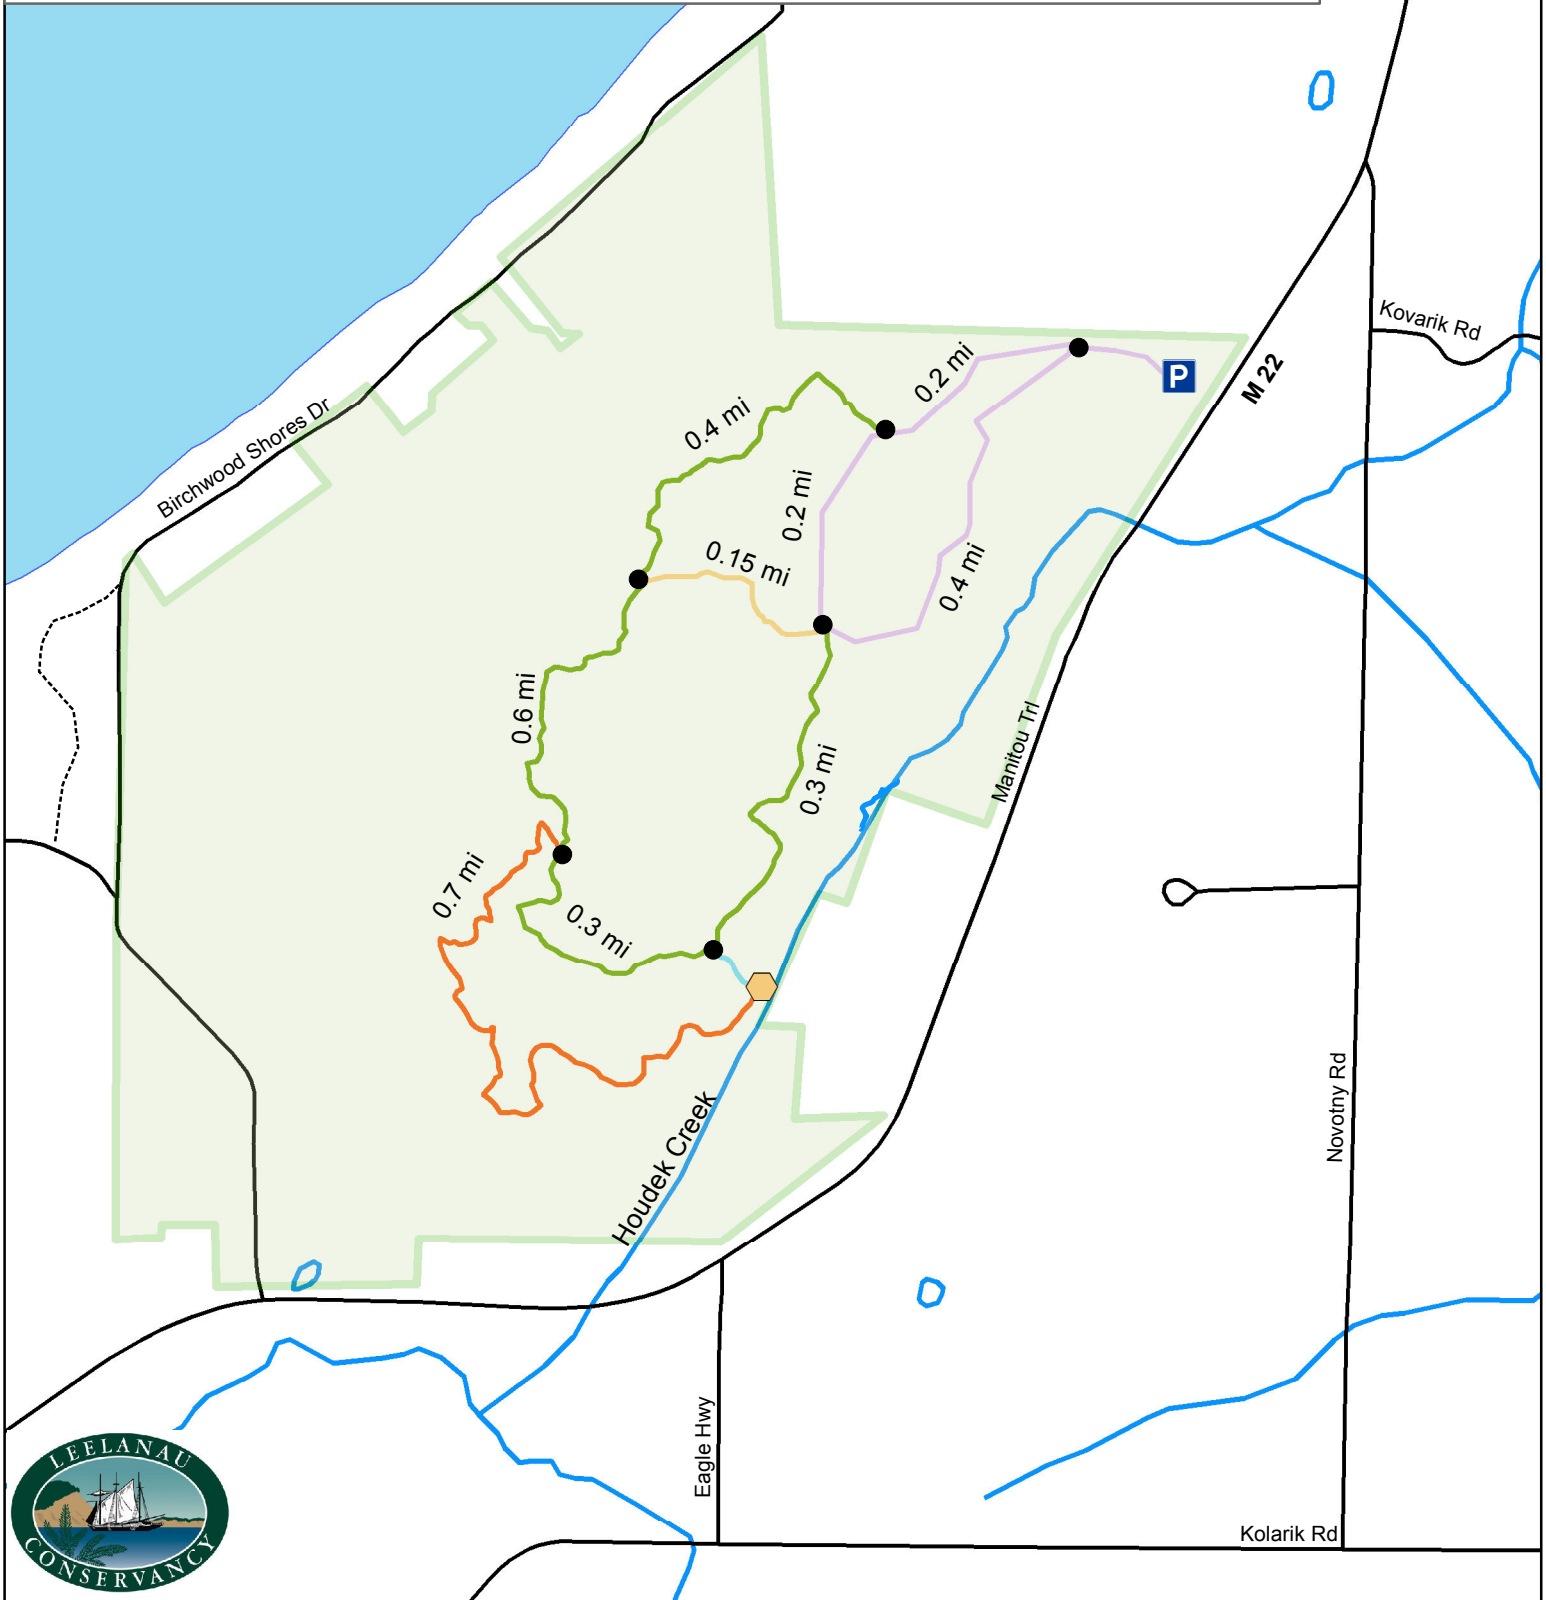 Kovarik Rd
0.2 mi
P
M 22
0.4 mi
Birchwood Shores Dr
0.2 mi
0.15 mi
0.4 mi
0.6 mi
Manitou Trl
0.3 mi
0.7 mi
0.3 mi
Houdek Creek
Novotny Rd
Eagle Hwy
LEELANAU
CONSERVANCY
Kolarik Rd